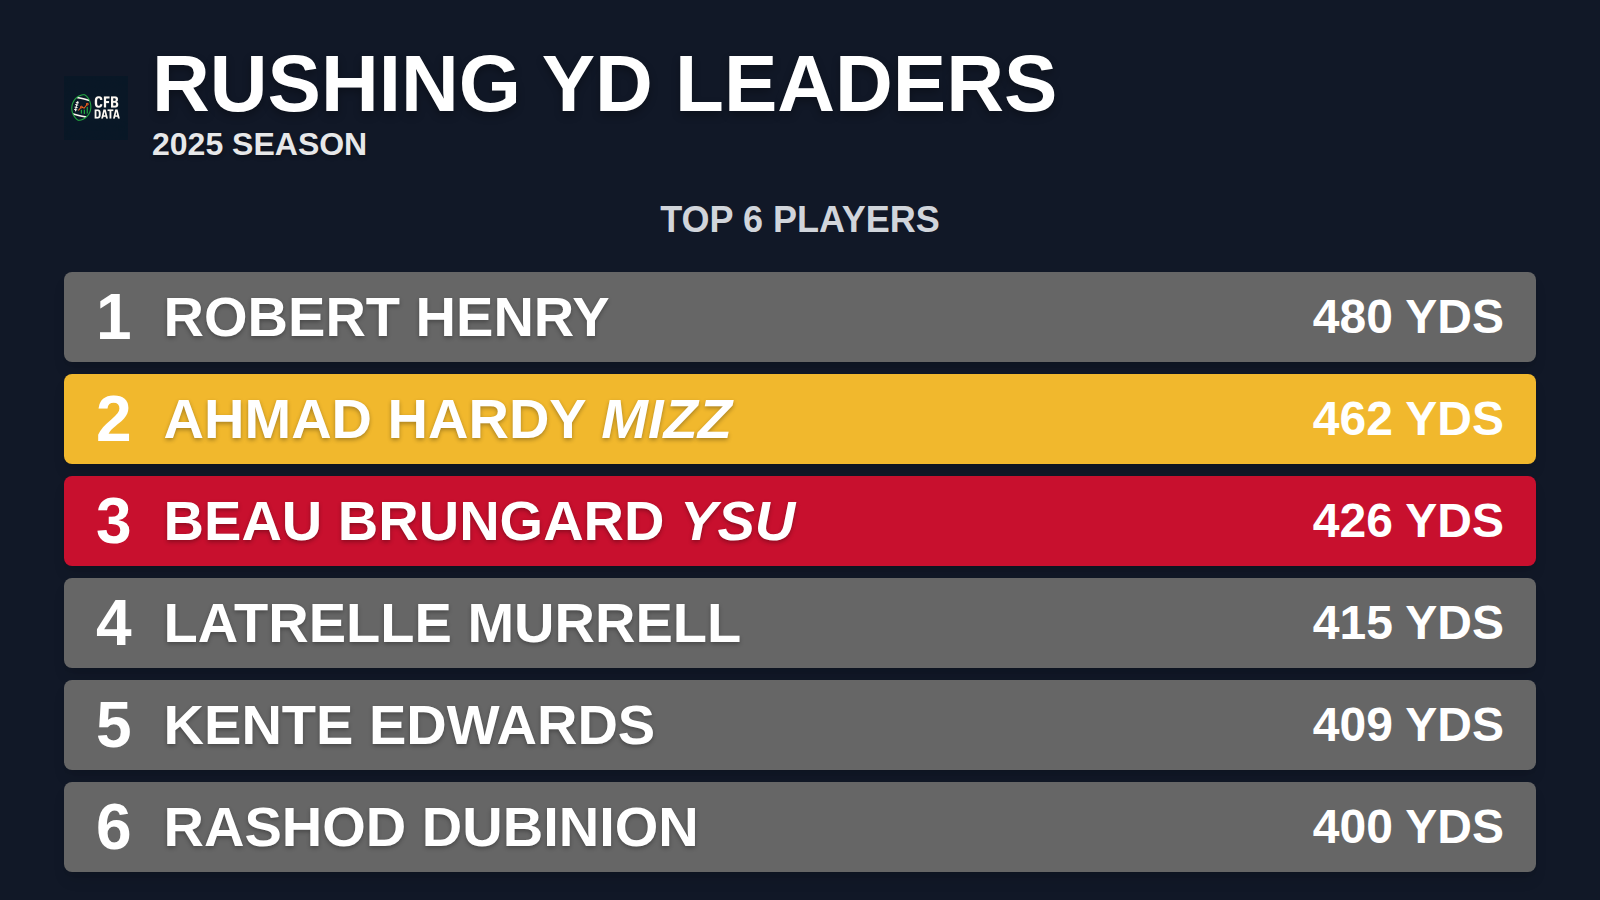 CFB
DATA
RUSHING YD LEADERS
2025 SEASON
TOP 6 PLAYERS
1 ROBERT HENRY 480 YDS
2 AHMAD HARDY MIZZ 462 YDS
3 BEAU BRUNGARD YSU 426 YDS
4 LATRELLE MURRELL 415 YDS
5 KENTE EDWARDS 409 YDS
6 RASHOD DUBINION 400 YDS